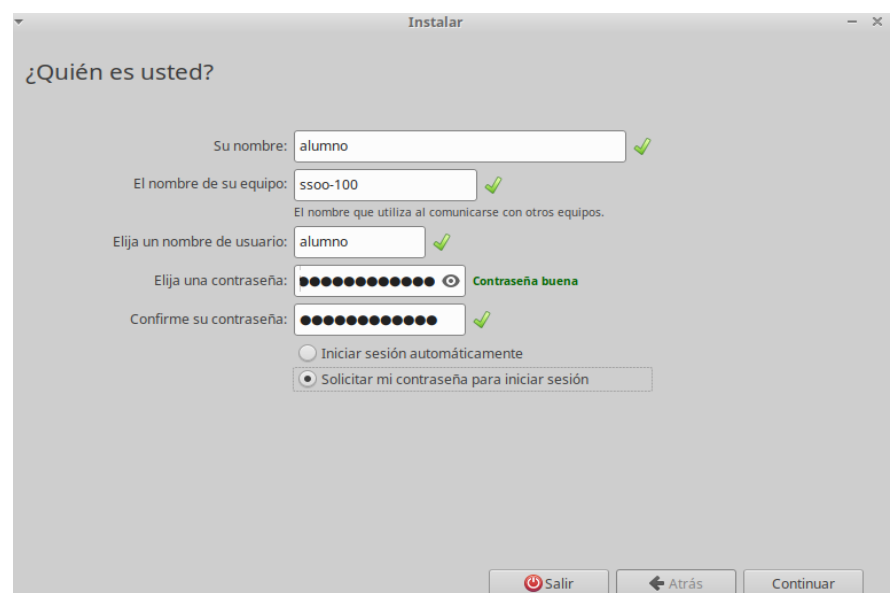 Instalar
¿Quién es usted?
Su nombre: alumno
El nombre de su equipo: ssoo-100
El nombre que utiliza al comunicarse con otros equipos.
Elija un nombre de usuario: alumno
Elija una contraseña: ●●●●●●●●●●●● Contraseña buena
Confirme su contraseña: ●●●●●●●●●●●●
Iniciar sesión automáticamente
Solicitar mi contraseña para iniciar sesión
Salir Atrás Continuar